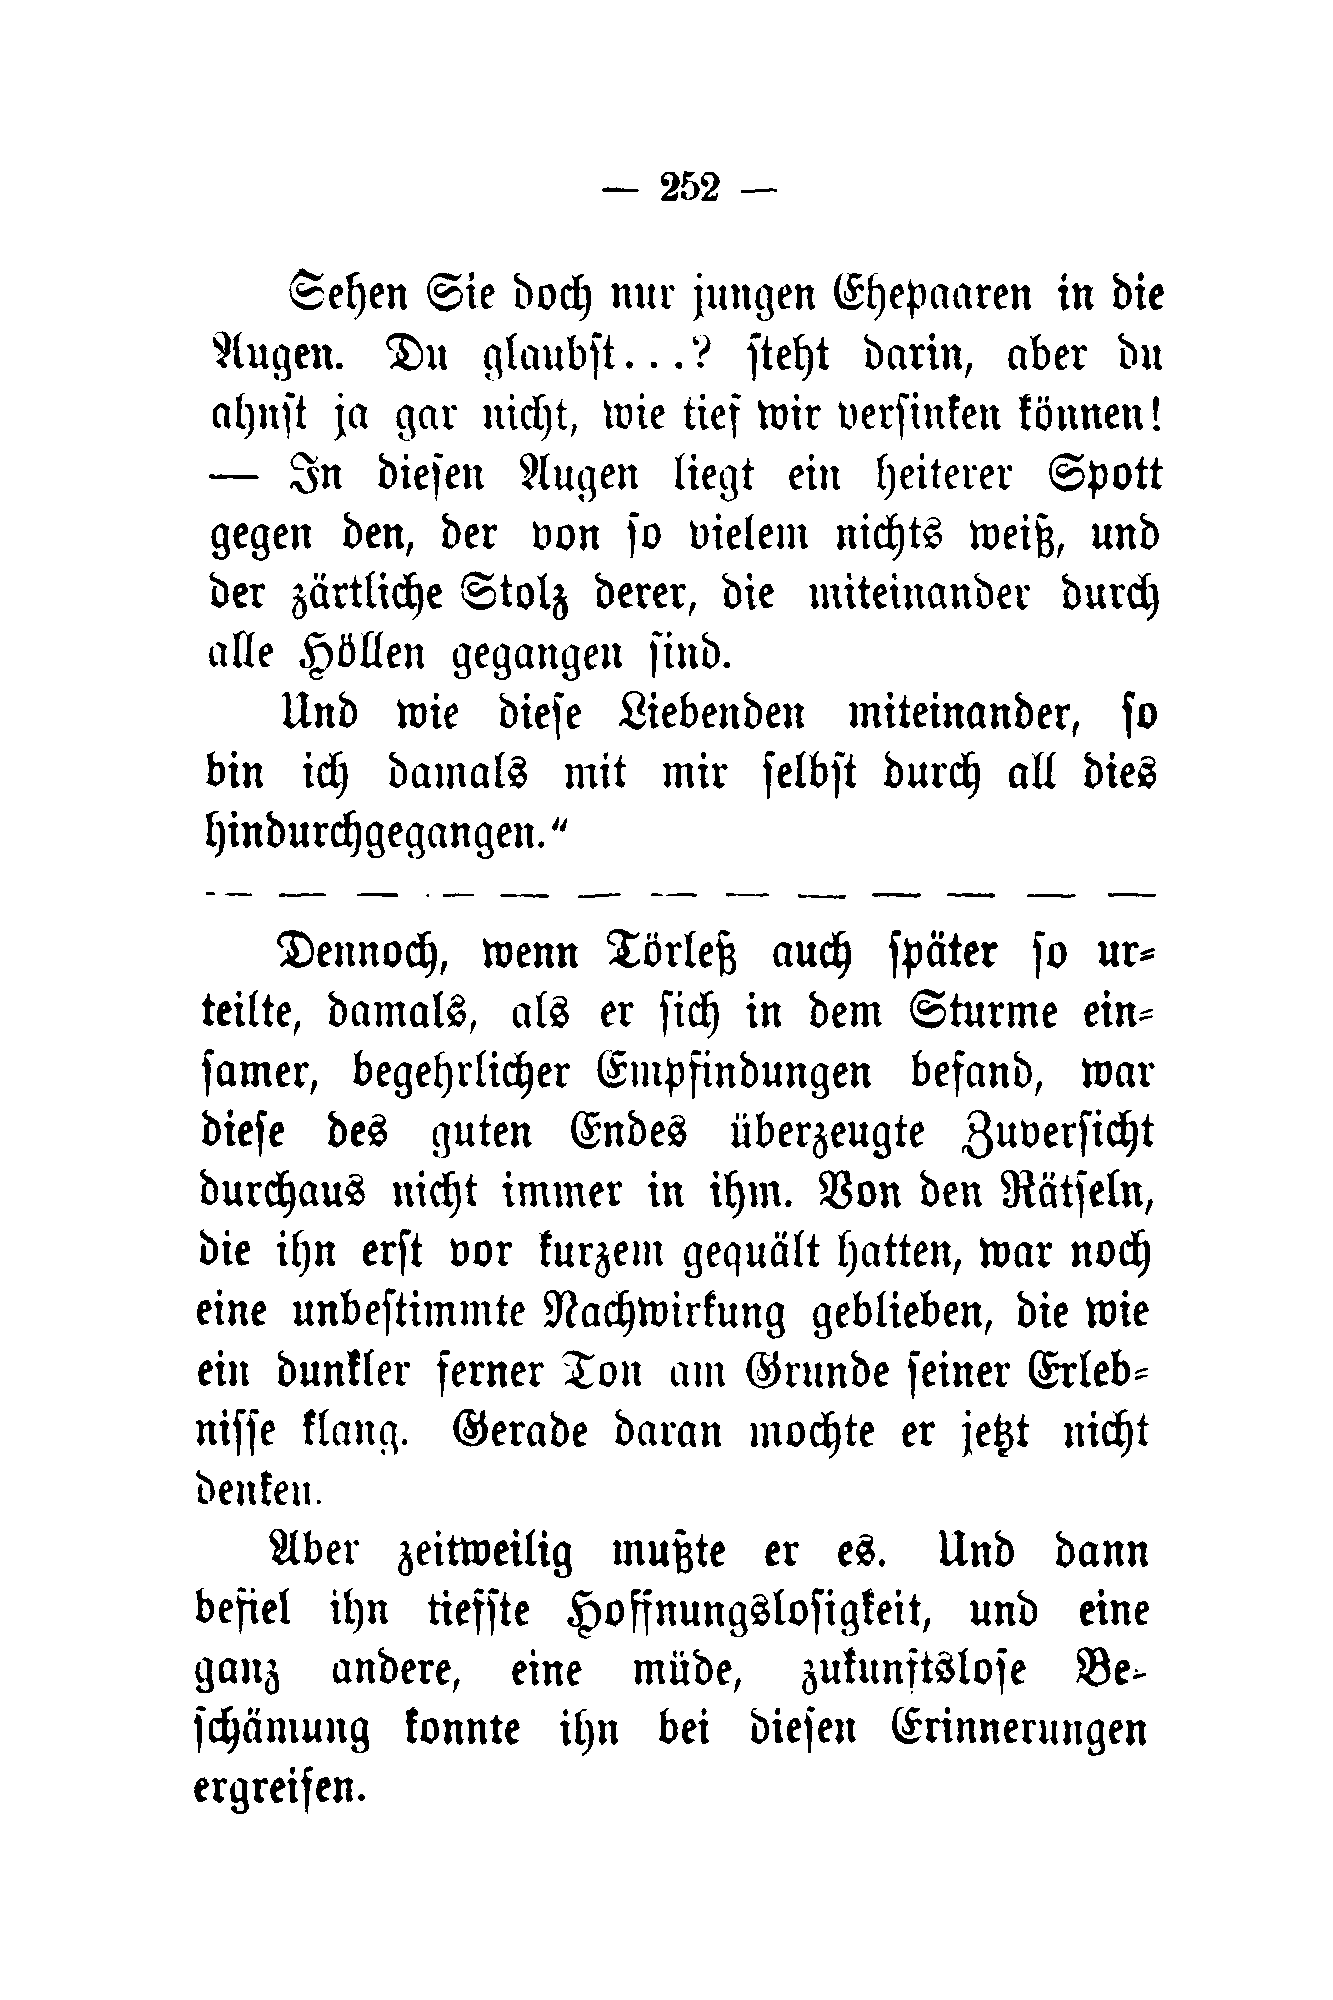 — 252 —
Sehen Sie doch nur jungen Ehepaaren in die
Augen. Du glaubst...? steht darin, aber du
ahnst ja gar nicht, wie tief wir versinken können!
— In diesen Augen liegt ein heiterer Spott
gegen den, der von so vielem nichts weiß, und
der zärtliche Stolz derer, die miteinander durch
alle Höllen gegangen sind.
Und wie diese Liebenden miteinander, so
bin ich damals mit mir selbst durch all dies
hindurchgegangen.“
— — — — — — — — — — — — —
Dennoch, wenn Törleß auch später so ur-
teilte, damals, als er sich in dem Sturme ein-
samer, begehrlicher Empfindungen befand, war
diese des guten Endes überzeugte Zuversicht
durchaus nicht immer in ihm. Von den Rätseln,
die ihn erst vor kurzem gequält hatten, war noch
eine unbestimmte Nachwirkung geblieben, die wie
ein dunkler ferner Ton am Grunde seiner Erleb-
nisse klang. Gerade daran mochte er jetzt nicht
denken.
Aber zeitweilig mußte er es. Und dann
befiel ihn tiefste Hoffnungslosigkeit, und eine
ganz andere, eine müde, zukunftslose Be-
schämung konnte ihn bei diesen Erinnerungen
ergreifen.